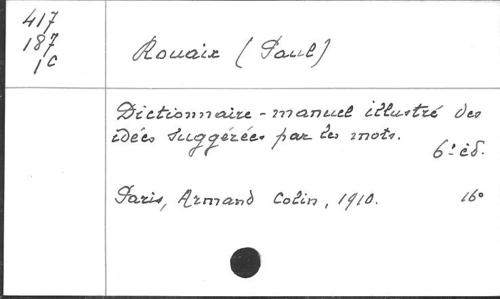 417
187
1c
Rouaix (Paul)
Dictionnaire-manuel illustré des
idées suggérées par les mots.
6e éd.
Paris, Armand Colin, 1910. 16°